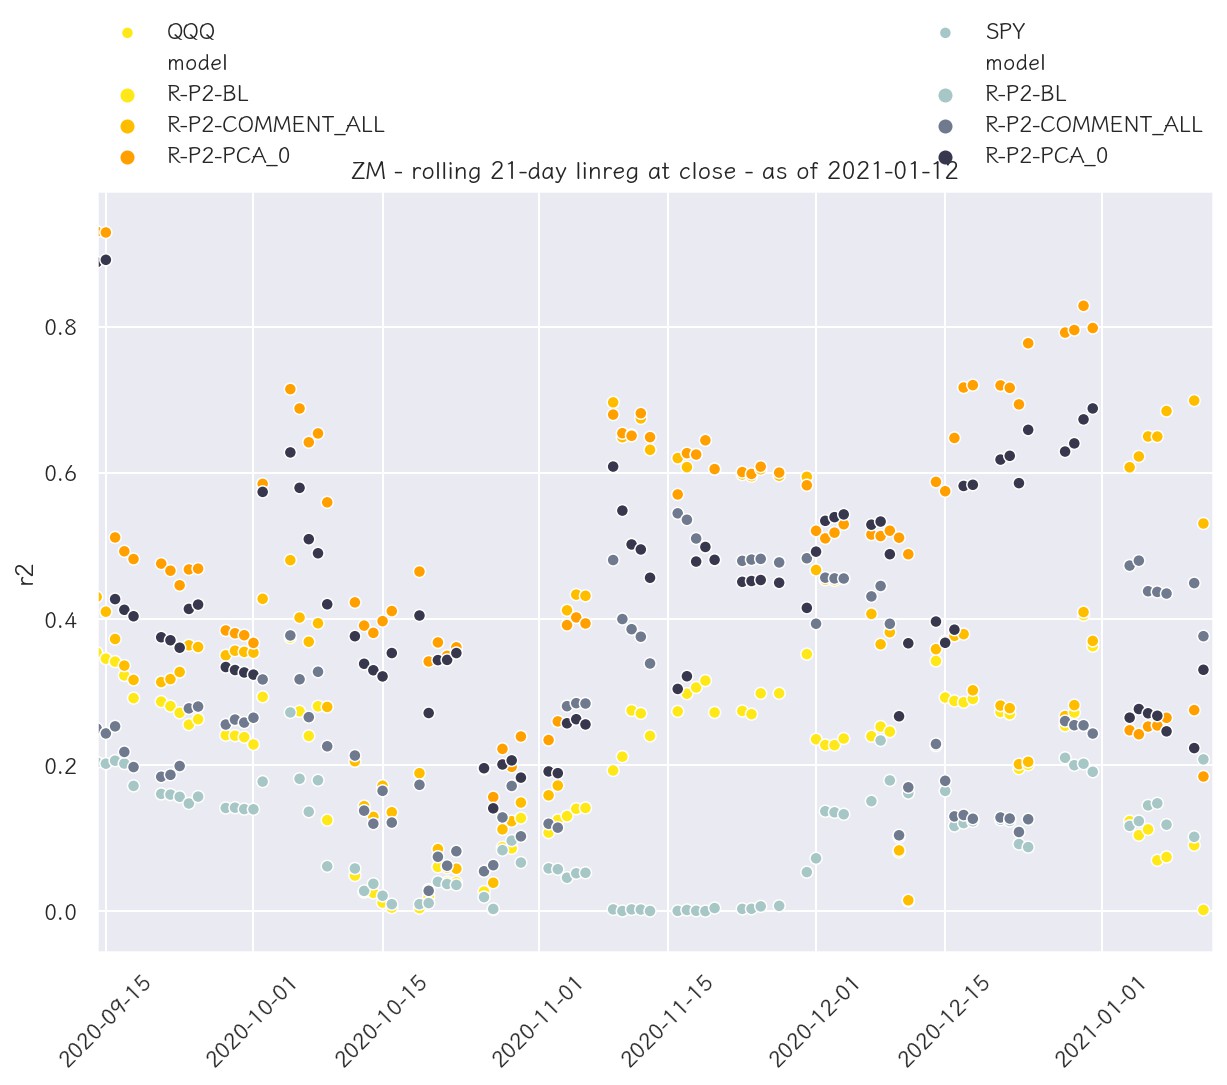 QQQ
model
R-P2-BL
R-P2-COMMENT_ALL
R-P2-PCA_0
SPY
model
R-P2-BL
R-P2-COMMENT_ALL
R-P2-PCA_0
ZM - rolling 21-day linreg at close - as of 2021-01-12
r2
0.8
0.6
0.4
0.2
0.0
2020-09-15
2020-10-01
2020-10-15
2020-11-01
2020-11-15
2020-12-01
2020-12-15
2021-01-01